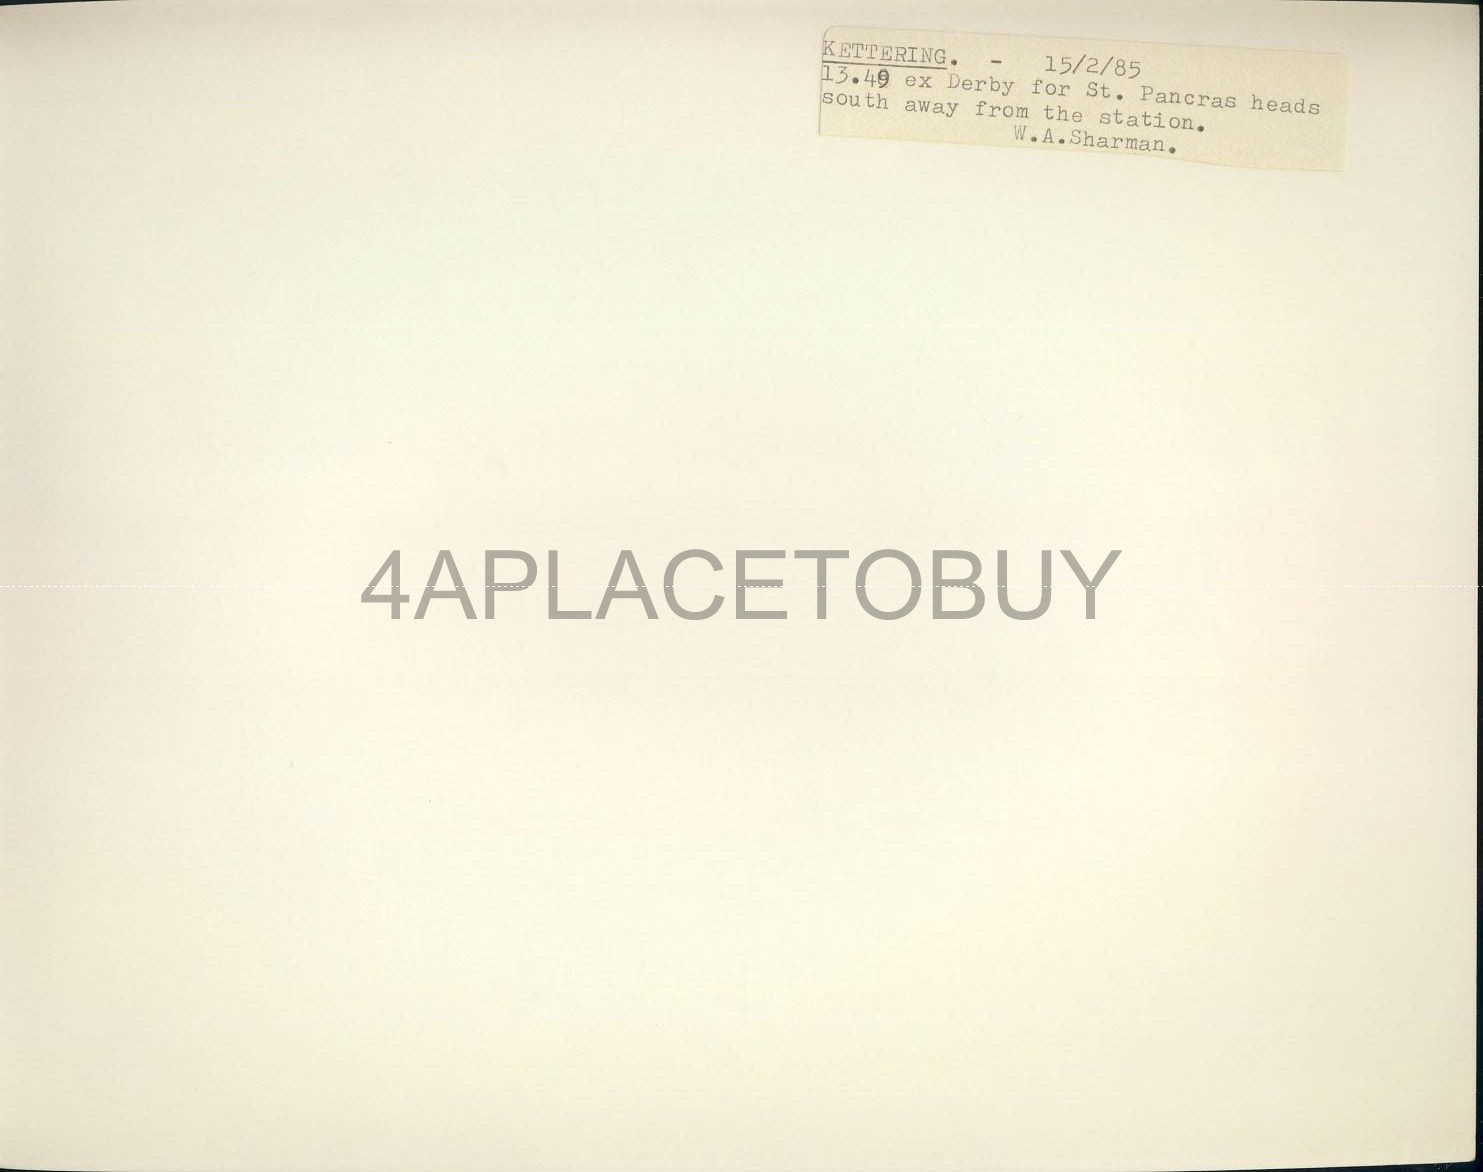 KETTERING. - 15/2/85
13.49 ex Derby for St. Pancras heads
south away from the station.
W.A.Sharman.
4APLACETOBUY